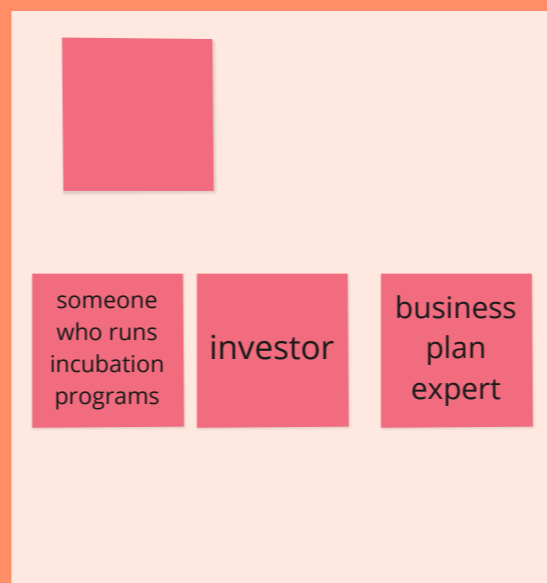 someone
who runs
incubation
programs
investor
business
plan
expert